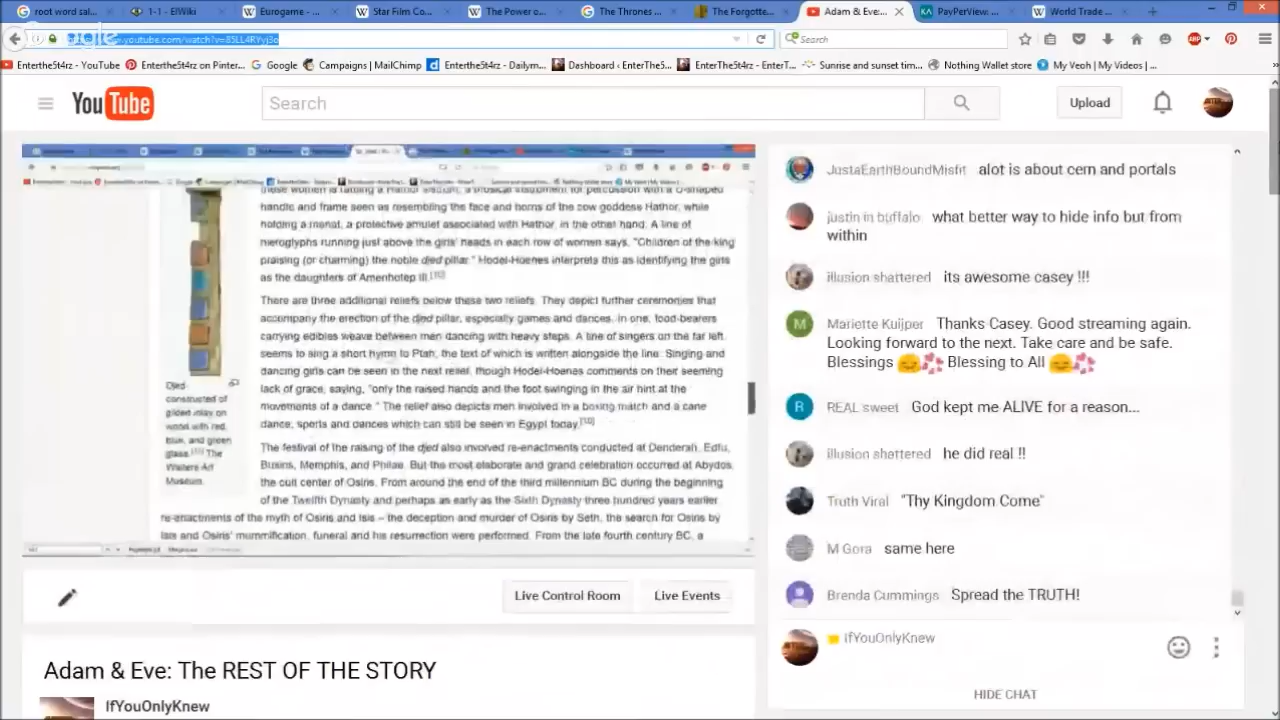 root word sal...
1-1 - ElWiki
Eurogame - ...
Star Film Co...
The Power o...
The Thrones ...
The Forgotte...
Adam & Eve:...
PayPerView: ...
World Trade ...
Search
Enterthe5t4rz - YouTube
Enterthe5t4rz on Pinter...
Google
Campaigns | MailChimp
Enterthe5t4rz - Dailym...
Dashboard ‹ EnterThe5...
EnterThe5t4rz – EnterT...
Sunrise and sunset tim...
Nothing Wallet store
My Veoh | My Videos | ...
YouTube
Search
Upload
handle and frame seen as resembling the face and horns of the cow goddess Hathor, while
holding a menat, a protective amulet associated with Hathor, in the other hand. A line of
hieroglyphs running just above the girls' heads in each row of women says, "Children of the king
praising (or charming) the noble djed pillar." Hodel-Hoenes interprets this as identifying the girls
as the daughters of Amenhotep III.
There are three additional reliefs below these two reliefs. They depict further ceremonies that
accompany the erection of the djed pillar, especially games and dances. In one, food-bearers
carrying edibles weave between men dancing with heavy steps. A line of singers on the far left
seems to sing a short hymn to Ptah, the text of which is written alongside the line. Singing and
dancing girls can be seen in the next relief, though Hodel-Hoenes comments on their seeming
lack of grace, saying, "only the raised hands and the foot swinging in the air hint at the
movements of a dance." The relief also depicts men involved in a boxing match and a cane
dance, sports and dances which can still be seen in Egypt today.
The festival of the raising of the djed also involved re-enactments conducted at Denderah, Edfu,
Busiris, Memphis, and Philae. But the most elaborate and grand celebration occurred at Abydos,
the cult center of Osiris. From around the end of the third millennium BC during the beginning
of the Twelfth Dynasty and perhaps as early as the Sixth Dynasty three hundred years earlier
re-enactments of the myth of Osiris and Isis – the deception and murder of Osiris by Seth, the search for Osiris by
Isis and Osiris' mummification, funeral and his resurrection were performed. From the late fourth century BC, a
Djed
constructed of
gilded inlay on
wood with red,
blue, and green
glass. The
Walters Art
Museum.
Live Control Room
Live Events
Adam & Eve: The REST OF THE STORY
IfYouOnlyKnew
JustaEarthBoundMisfit alot is about cern and portals
justin in buffalo what better way to hide info but from
within
illusion shattered its awesome casey !!!
M Mariette Kuijper Thanks Casey. Good streaming again.
Looking forward to the next. Take care and be safe.
Blessings 😊💞 Blessing to All 😊💞
R REAL sweet God kept me ALIVE for a reason...
illusion shattered he did real !!
Truth Viral "Thy Kingdom Come"
M Gora same here
Brenda Cummings Spread the TRUTH!
IfYouOnlyKnew
HIDE CHAT